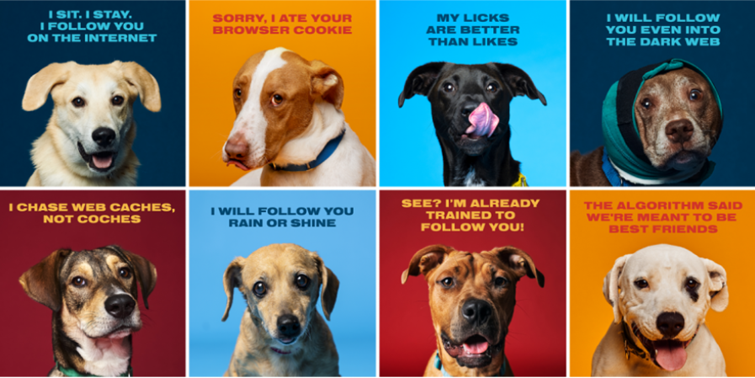 I SIT. I STAY.
I FOLLOW YOU
ON THE INTERNET
SORRY, I ATE YOUR
BROWSER COOKIE
MY LICKS
ARE BETTER
THAN LIKES
I WILL FOLLOW
YOU EVEN INTO
THE DARK WEB
I CHASE WEB CACHES,
NOT COCHES
I WILL FOLLOW YOU
RAIN OR SHINE
SEE? I'M ALREADY
TRAINED TO
FOLLOW YOU!
THE ALGORITHM SAID
WE'RE MEANT TO BE
BEST FRIENDS